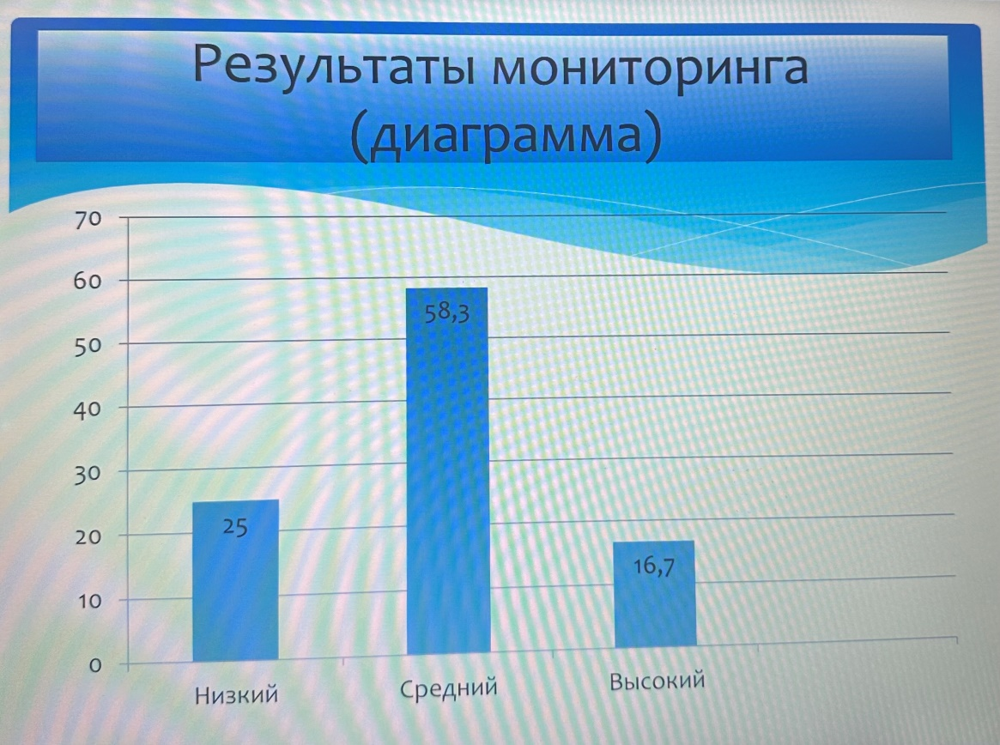 Результаты мониторинга
(диаграмма)
70
60
50
40
30
20
10
0
25
58,3
16,7
Низкий
Средний
Высокий